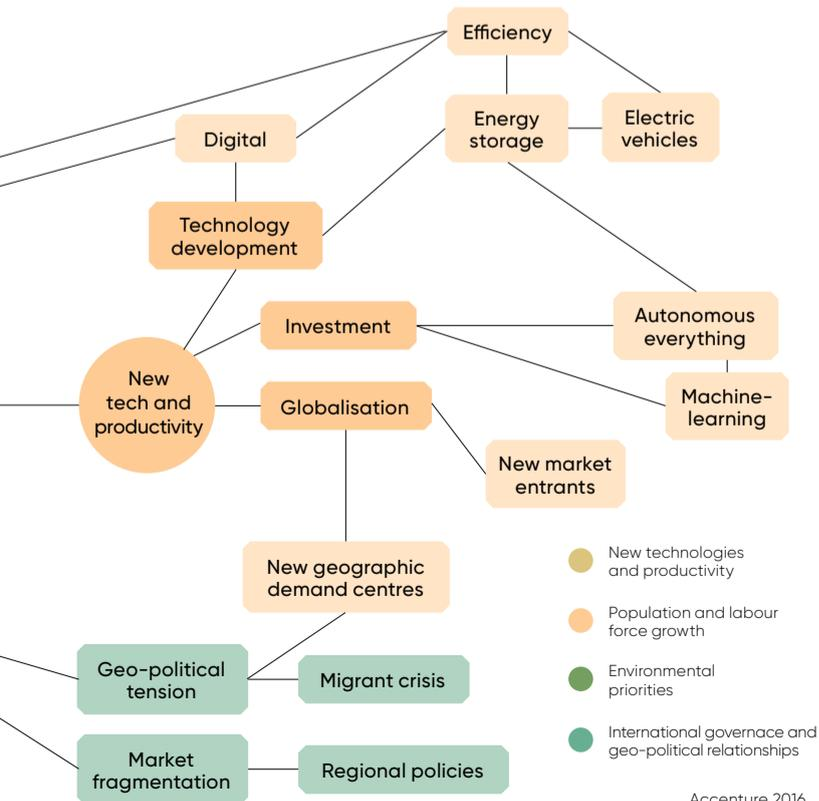 Efficiency
Energy
storage
Electric
vehicles
Digital
Technology
development
Investment
Autonomous
everything
New
tech and
productivity
Globalisation
Machine-
learning
New market
entrants
New geographic
demand centres
Geo-political
tension
Migrant crisis
Market
fragmentation
Regional policies
New technologies
and productivity
Population and labour
force growth
Environmental
priorities
International governace and
geo-political relationships
Accenture 2016